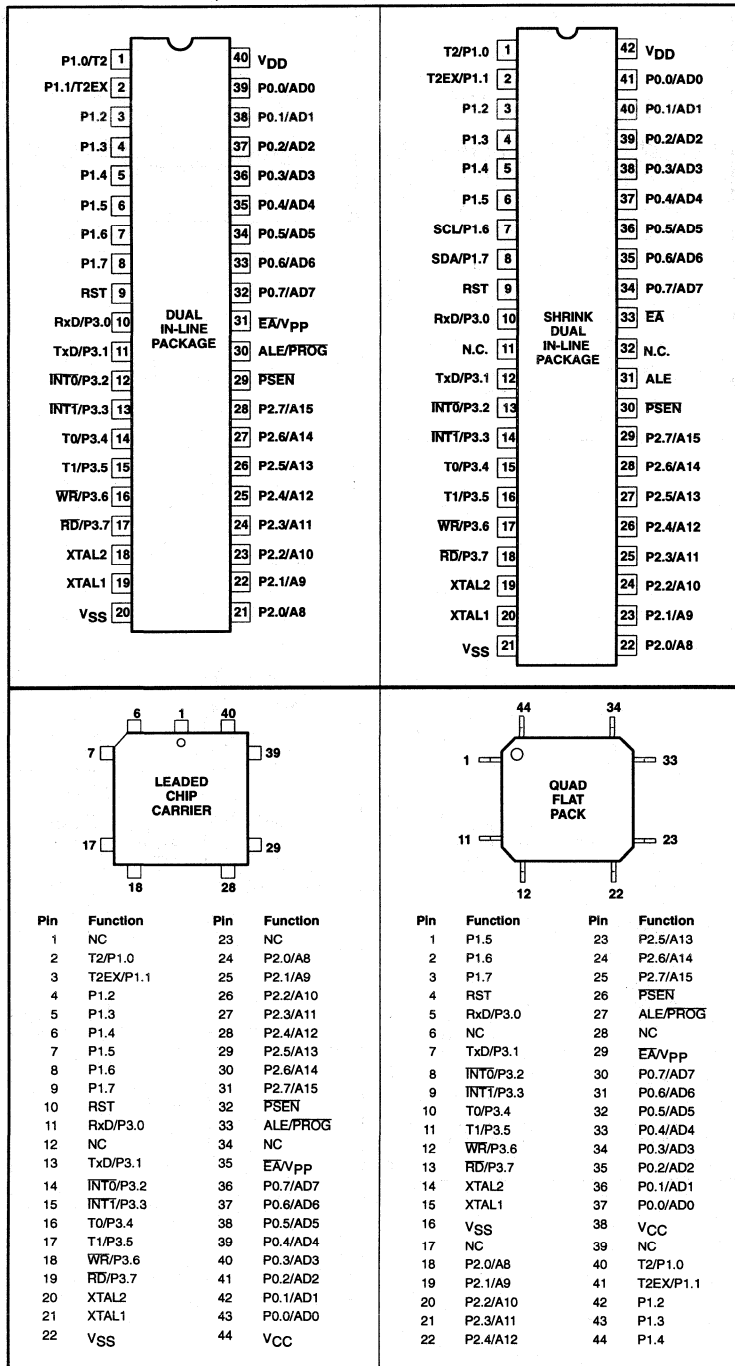 P1.0/T2 1 40 VDD
P1.1/T2EX 2 39 P0.0/AD0
P1.2 3 38 P0.1/AD1
P1.3 4 37 P0.2/AD2
P1.4 5 36 P0.3/AD3
P1.5 6 35 P0.4/AD4
P1.6 7 34 P0.5/AD5
P1.7 8 33 P0.6/AD6
RST 9 32 P0.7/AD7
RxD/P3.0 10 31 EA/VPP
TxD/P3.1 11 30 ALE/PROG
INT0/P3.2 12 29 PSEN
INT1/P3.3 13 28 P2.7/A15
T0/P3.4 14 27 P2.6/A14
T1/P3.5 15 26 P2.5/A13
WR/P3.6 16 25 P2.4/A12
RD/P3.7 17 24 P2.3/A11
XTAL2 18 23 P2.2/A10
XTAL1 19 22 P2.1/A9
VSS 20 21 P2.0/A8
DUAL
IN-LINE
PACKAGE
T2/P1.0 1 42 VDD
T2EX/P1.1 2 41 P0.0/AD0
P1.2 3 40 P0.1/AD1
P1.3 4 39 P0.2/AD2
P1.4 5 38 P0.3/AD3
P1.5 6 37 P0.4/AD4
SCL/P1.6 7 36 P0.5/AD5
SDA/P1.7 8 35 P0.6/AD6
RST 9 34 P0.7/AD7
RxD/P3.0 10 33 EA
N.C. 11 32 N.C.
TxD/P3.1 12 31 ALE
INT0/P3.2 13 30 PSEN
INT1/P3.3 14 29 P2.7/A15
T0/P3.4 15 28 P2.6/A14
T1/P3.5 16 27 P2.5/A13
WR/P3.6 17 26 P2.4/A12
RD/P3.7 18 25 P2.3/A11
XTAL2 19 24 P2.2/A10
XTAL1 20 23 P2.1/A9
VSS 21 22 P2.0/A8
SHRINK
DUAL
IN-LINE
PACKAGE
6 1 40
7 39
LEADED
CHIP
CARRIER
17 29
18 28
Pin Function Pin Function
1 NC 23 NC
2 T2/P1.0 24 P2.0/A8
3 T2EX/P1.1 25 P2.1/A9
4 P1.2 26 P2.2/A10
5 P1.3 27 P2.3/A11
6 P1.4 28 P2.4/A12
7 P1.5 29 P2.5/A13
8 P1.6 30 P2.6/A14
9 P1.7 31 P2.7/A15
10 RST 32 PSEN
11 RxD/P3.0 33 ALE/PROG
12 NC 34 NC
13 TxD/P3.1 35 EA/VPP
14 INT0/P3.2 36 P0.7/AD7
15 INT1/P3.3 37 P0.6/AD6
16 T0/P3.4 38 P0.5/AD5
17 T1/P3.5 39 P0.4/AD4
18 WR/P3.6 40 P0.3/AD3
19 RD/P3.7 41 P0.2/AD2
20 XTAL2 42 P0.1/AD1
21 XTAL1 43 P0.0/AD0
22 VSS 44 VCC
44 34
1 33
QUAD
FLAT
PACK
11 23
12 22
Pin Function Pin Function
1 P1.5 23 P2.5/A13
2 P1.6 24 P2.6/A14
3 P1.7 25 P2.7/A15
4 RST 26 PSEN
5 RxD/P3.0 27 ALE/PROG
6 NC 28 NC
7 TxD/P3.1 29 EA/VPP
8 INT0/P3.2 30 P0.7/AD7
9 INT1/P3.3 31 P0.6/AD6
10 T0/P3.4 32 P0.5/AD5
11 T1/P3.5 33 P0.4/AD4
12 WR/P3.6 34 P0.3/AD3
13 RD/P3.7 35 P0.2/AD2
14 XTAL2 36 P0.1/AD1
15 XTAL1 37 P0.0/AD0
16 VSS 38 VCC
17 NC 39 NC
18 P2.0/A8 40 T2/P1.0
19 P2.1/A9 41 T2EX/P1.1
20 P2.2/A10 42 P1.2
21 P2.3/A11 43 P1.3
22 P2.4/A12 44 P1.4